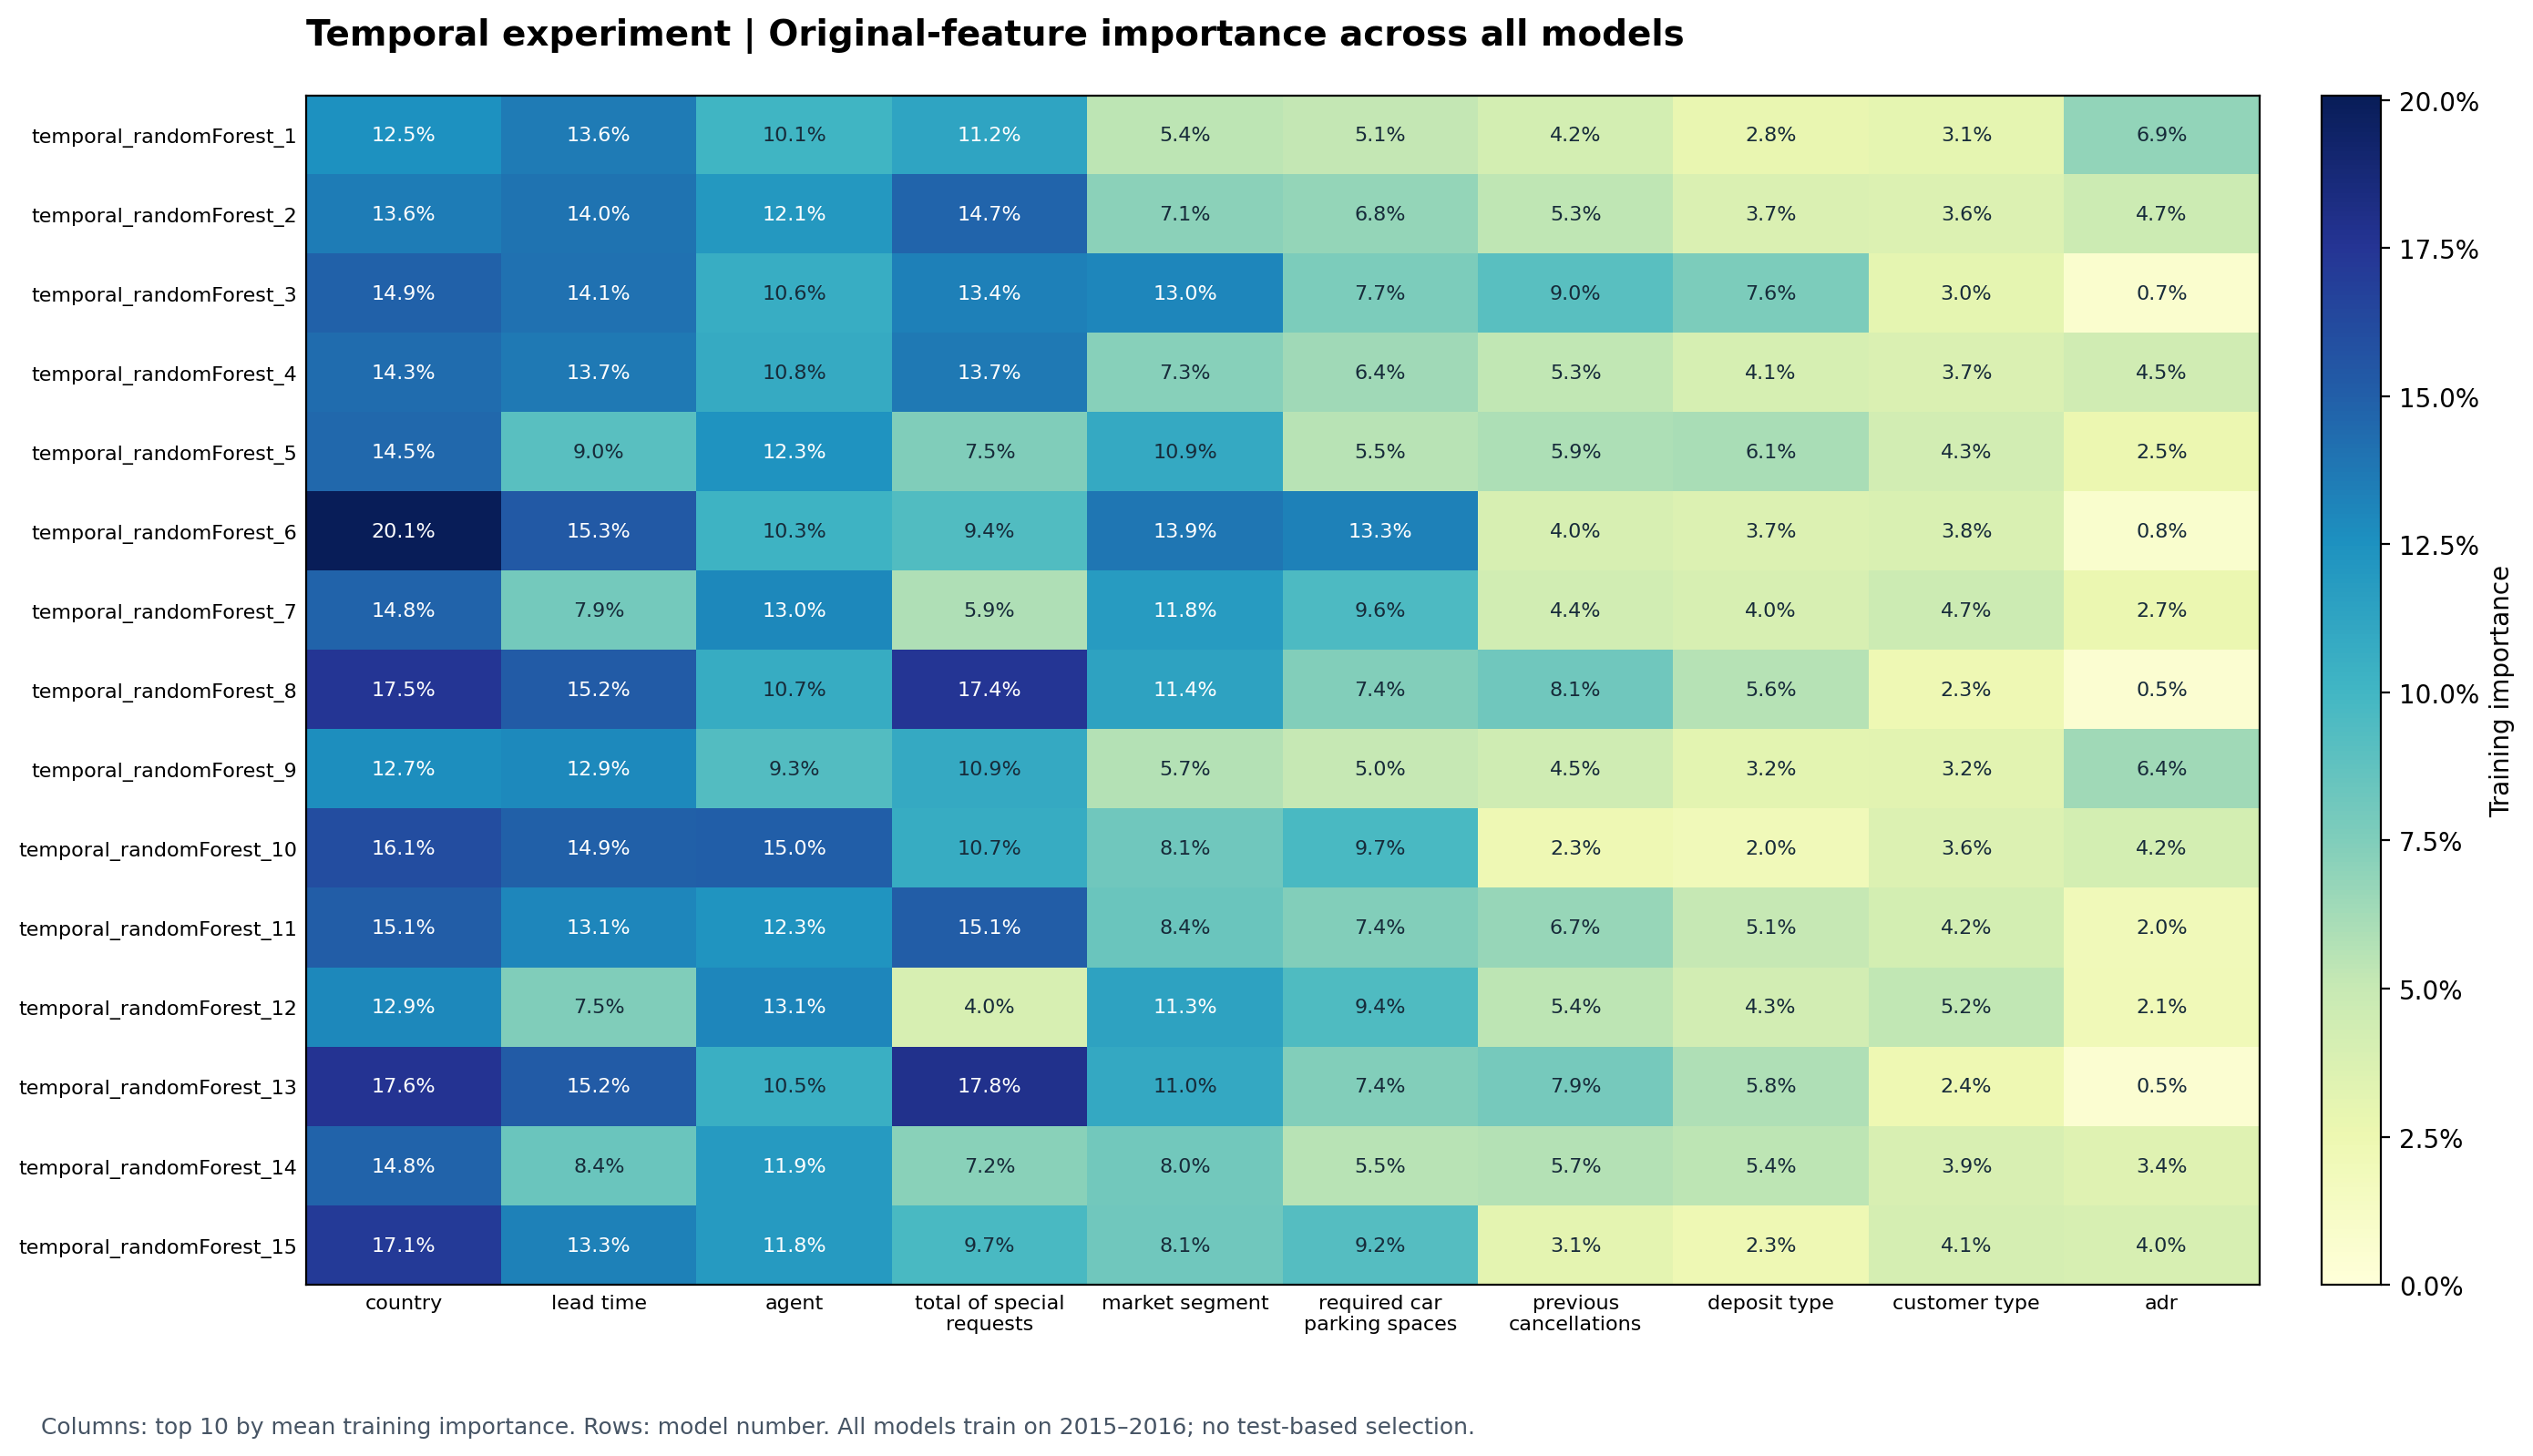 Temporal experiment | Original-feature importance across all models
temporal_randomForest_1 12.5% 13.6% 10.1% 11.2% 5.4% 5.1% 4.2% 2.8% 3.1% 6.9%
temporal_randomForest_2 13.6% 14.0% 12.1% 14.7% 7.1% 6.8% 5.3% 3.7% 3.6% 4.7%
temporal_randomForest_3 14.9% 14.1% 10.6% 13.4% 13.0% 7.7% 9.0% 7.6% 3.0% 0.7%
temporal_randomForest_4 14.3% 13.7% 10.8% 13.7% 7.3% 6.4% 5.3% 4.1% 3.7% 4.5%
temporal_randomForest_5 14.5% 9.0% 12.3% 7.5% 10.9% 5.5% 5.9% 6.1% 4.3% 2.5%
temporal_randomForest_6 20.1% 15.3% 10.3% 9.4% 13.9% 13.3% 4.0% 3.7% 3.8% 0.8%
temporal_randomForest_7 14.8% 7.9% 13.0% 5.9% 11.8% 9.6% 4.4% 4.0% 4.7% 2.7%
temporal_randomForest_8 17.5% 15.2% 10.7% 17.4% 11.4% 7.4% 8.1% 5.6% 2.3% 0.5%
temporal_randomForest_9 12.7% 12.9% 9.3% 10.9% 5.7% 5.0% 4.5% 3.2% 3.2% 6.4%
temporal_randomForest_10 16.1% 14.9% 15.0% 10.7% 8.1% 9.7% 2.3% 2.0% 3.6% 4.2%
temporal_randomForest_11 15.1% 13.1% 12.3% 15.1% 8.4% 7.4% 6.7% 5.1% 4.2% 2.0%
temporal_randomForest_12 12.9% 7.5% 13.1% 4.0% 11.3% 9.4% 5.4% 4.3% 5.2% 2.1%
temporal_randomForest_13 17.6% 15.2% 10.5% 17.8% 11.0% 7.4% 7.9% 5.8% 2.4% 0.5%
temporal_randomForest_14 14.8% 8.4% 11.9% 7.2% 8.0% 5.5% 5.7% 5.4% 3.9% 3.4%
temporal_randomForest_15 17.1% 13.3% 11.8% 9.7% 8.1% 9.2% 3.1% 2.3% 4.1% 4.0%
country lead time agent total of special market segment required car previous deposit type customer type adr
requests parking spaces cancellations
20.0%
17.5%
15.0%
12.5%
10.0%
7.5%
5.0%
2.5%
0.0%
Training importance
Columns: top 10 by mean training importance. Rows: model number. All models train on 2015–2016; no test-based selection.